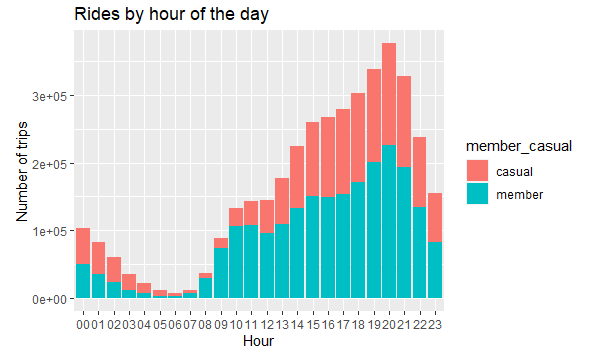 Rides by hour of the day
Number of trips
3e+05
2e+05
1e+05
0e+00
00 01 02 03 04 05 06 07 08 09 10 11 12 13 14 15 16 17 18 19 20 21 22 23
Hour
member_casual
casual
member